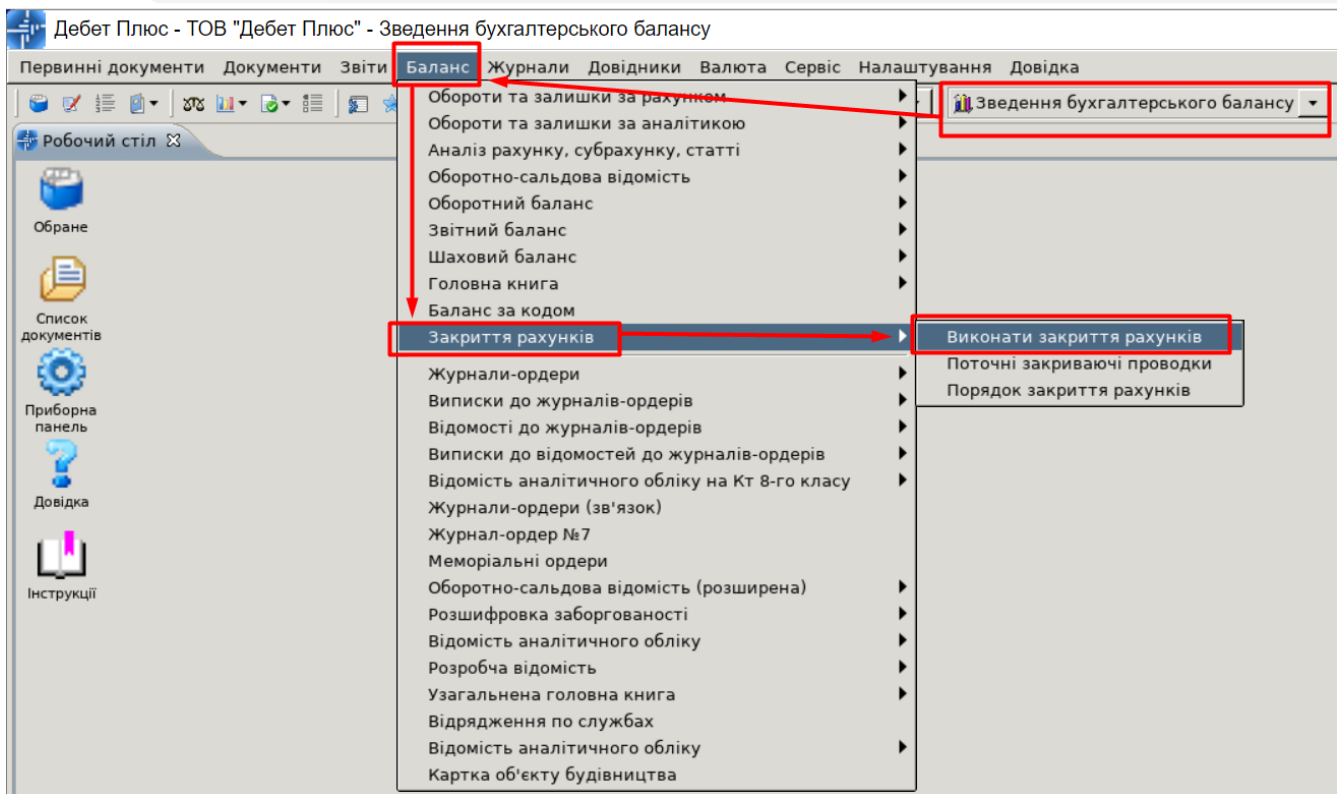 Дебет Плюс - ТОВ "Дебет Плюс" - Зведення бухгалтерського балансу
Первинні документи Документи Звіти Баланс Журнали Довідники Валюта Сервіс Налаштування Довідка
Зведення бухгалтерського балансу
Робочий стіл
Обране
Список
документів
Приборна
панель
Довідка
Інструкції
Обороти та залишки за рахунком
Обороти та залишки за аналітикою
Аналіз рахунку, субрахунку, статті
Оборотно-сальдова відомість
Оборотний баланс
Звітний баланс
Шаховий баланс
Головна книга
Баланс за кодом
Закриття рахунків
Журнали-ордери
Виписки до журналів-ордерів
Відомості до журналів-ордерів
Виписки до відомостей до журналів-ордерів
Відомість аналітичного обліку на Кт 8-го класу
Журнали-ордери (зв'язок)
Журнал-ордер №7
Меморіальні ордери
Оборотно-сальдова відомість (розширена)
Розшифровка заборгованості
Відомість аналітичного обліку
Розробча відомість
Узагальнена головна книга
Відрядження по службах
Відомість аналітичного обліку
Картка об'єкту будівництва
Виконати закриття рахунків
Поточні закриваючі проводки
Порядок закриття рахунків